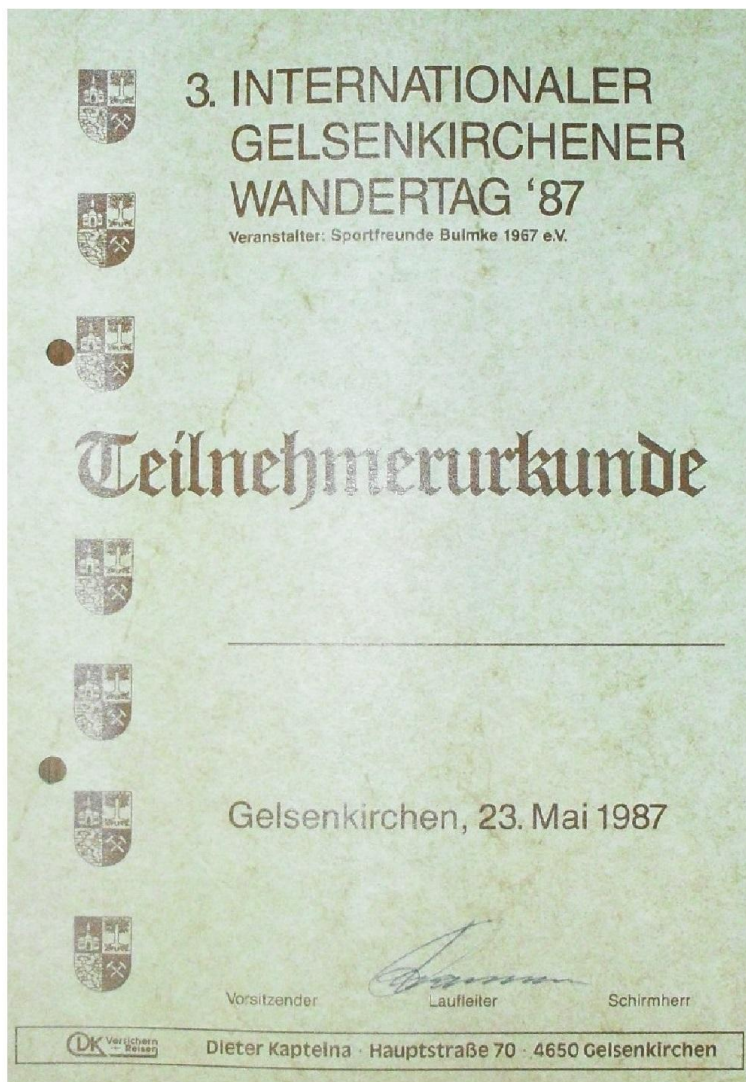 3. INTERNATIONALER
GELSENKIRCHENER
WANDERTAG '87
Veranstalter: Sportfreunde Bulmke 1967 e.V.
Teilnehmerurkunde
Gelsenkirchen, 23. Mai 1987
Vorsitzender Laufleiter Schirmherr
DK Versichern + Reisen Dieter Kapteina · Hauptstraße 70 · 4650 Gelsenkirchen